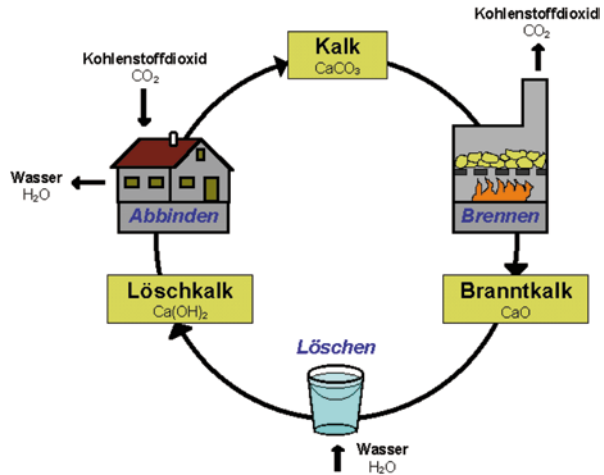 Kohlenstoffdioxid
CO₂
Kalk
CaCO₃
Kohlenstoffdioxid
CO₂
Wasser
H₂O
Abbinden
Brennen
Löschkalk
Ca(OH)₂
Branntkalk
CaO
Löschen
Wasser
H₂O